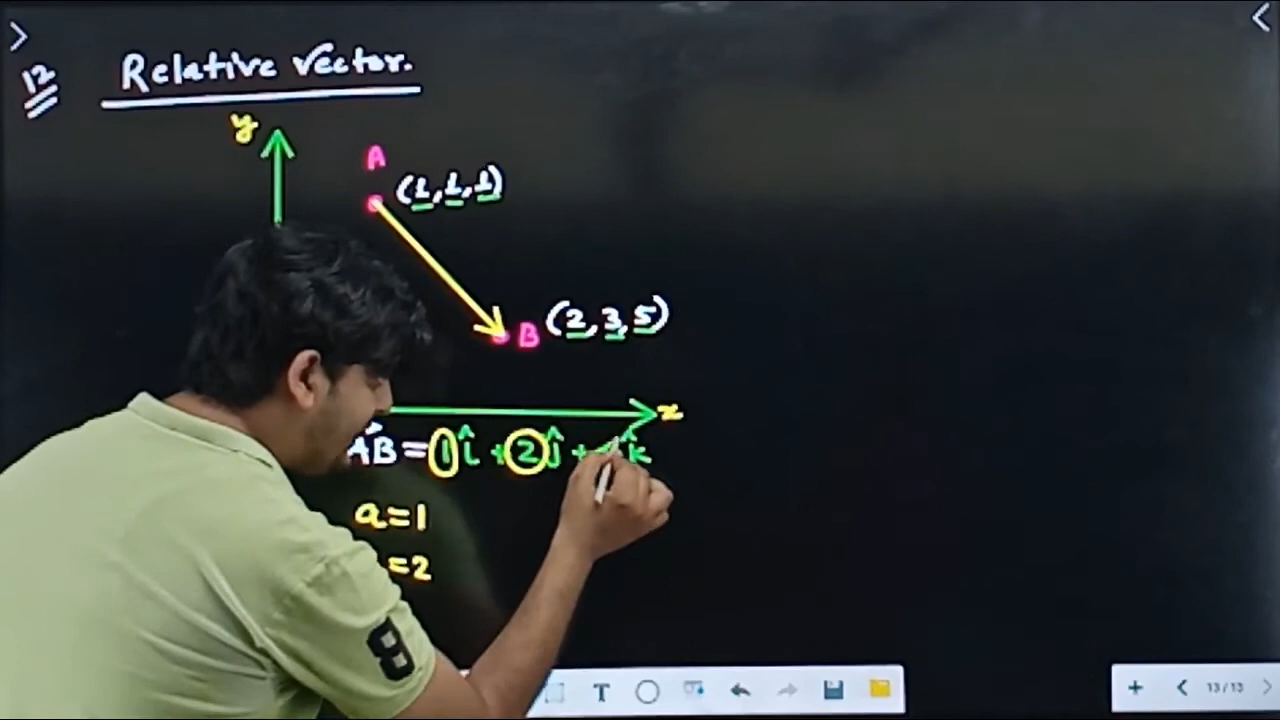 12 Relative vector.
y
A
(1,1,1)
B (2,3,5)
x
AB = 1î + 2ĵ + k̂
a=1
=2
8
T
13/13